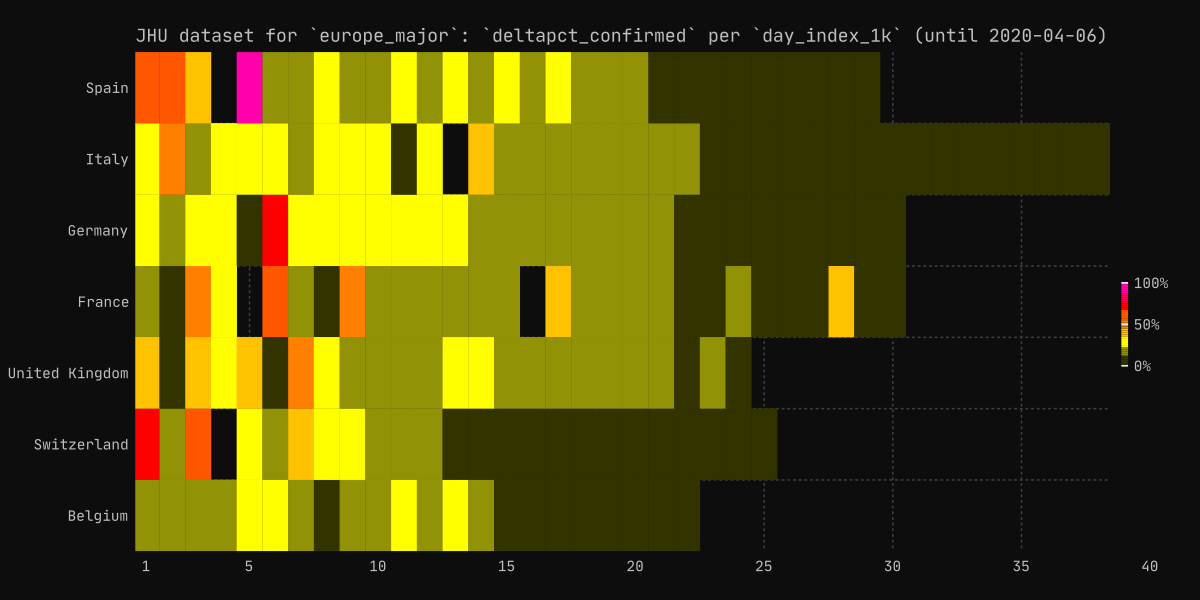 JHU dataset for `europe_major`: `deltapct_confirmed` per `day_index_1k` (until 2020-04-06)
Spain
Italy
Germany
France
United Kingdom
Switzerland
Belgium
100%
50%
0%
1 5 10 15 20 25 30 35 40